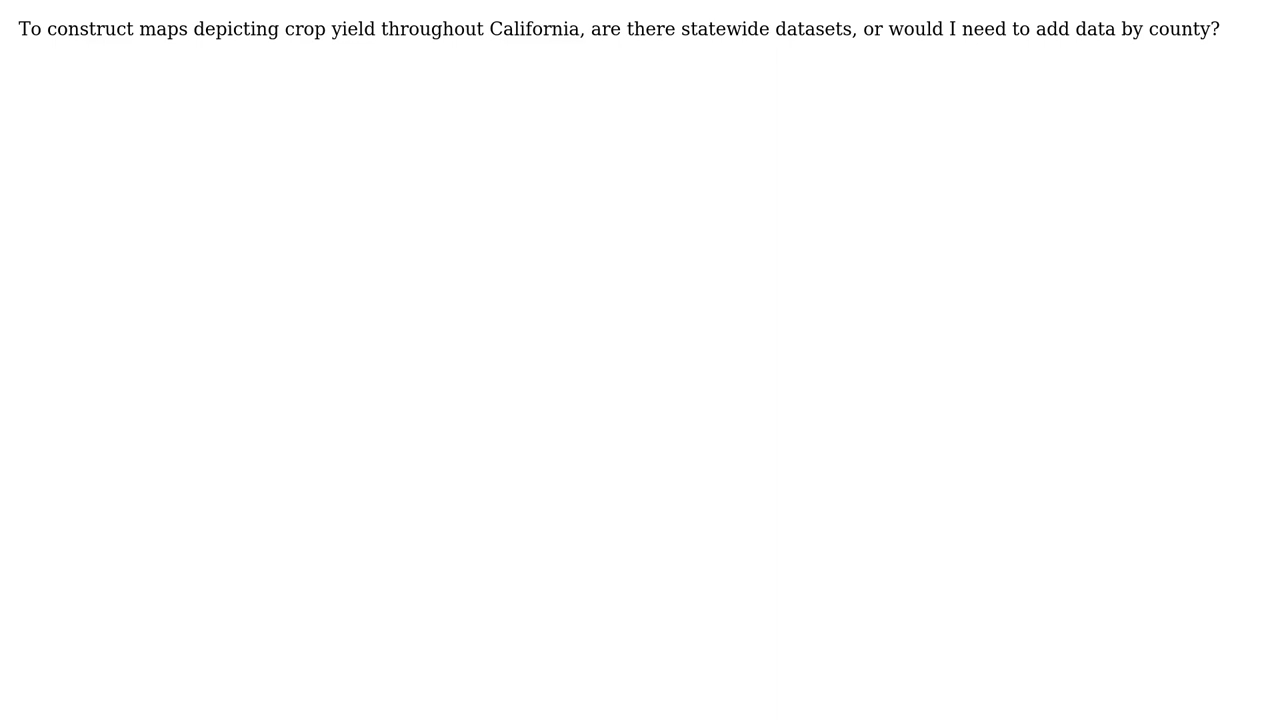 To construct maps depicting crop yield throughout California, are there statewide datasets, or would I need to add data by county?